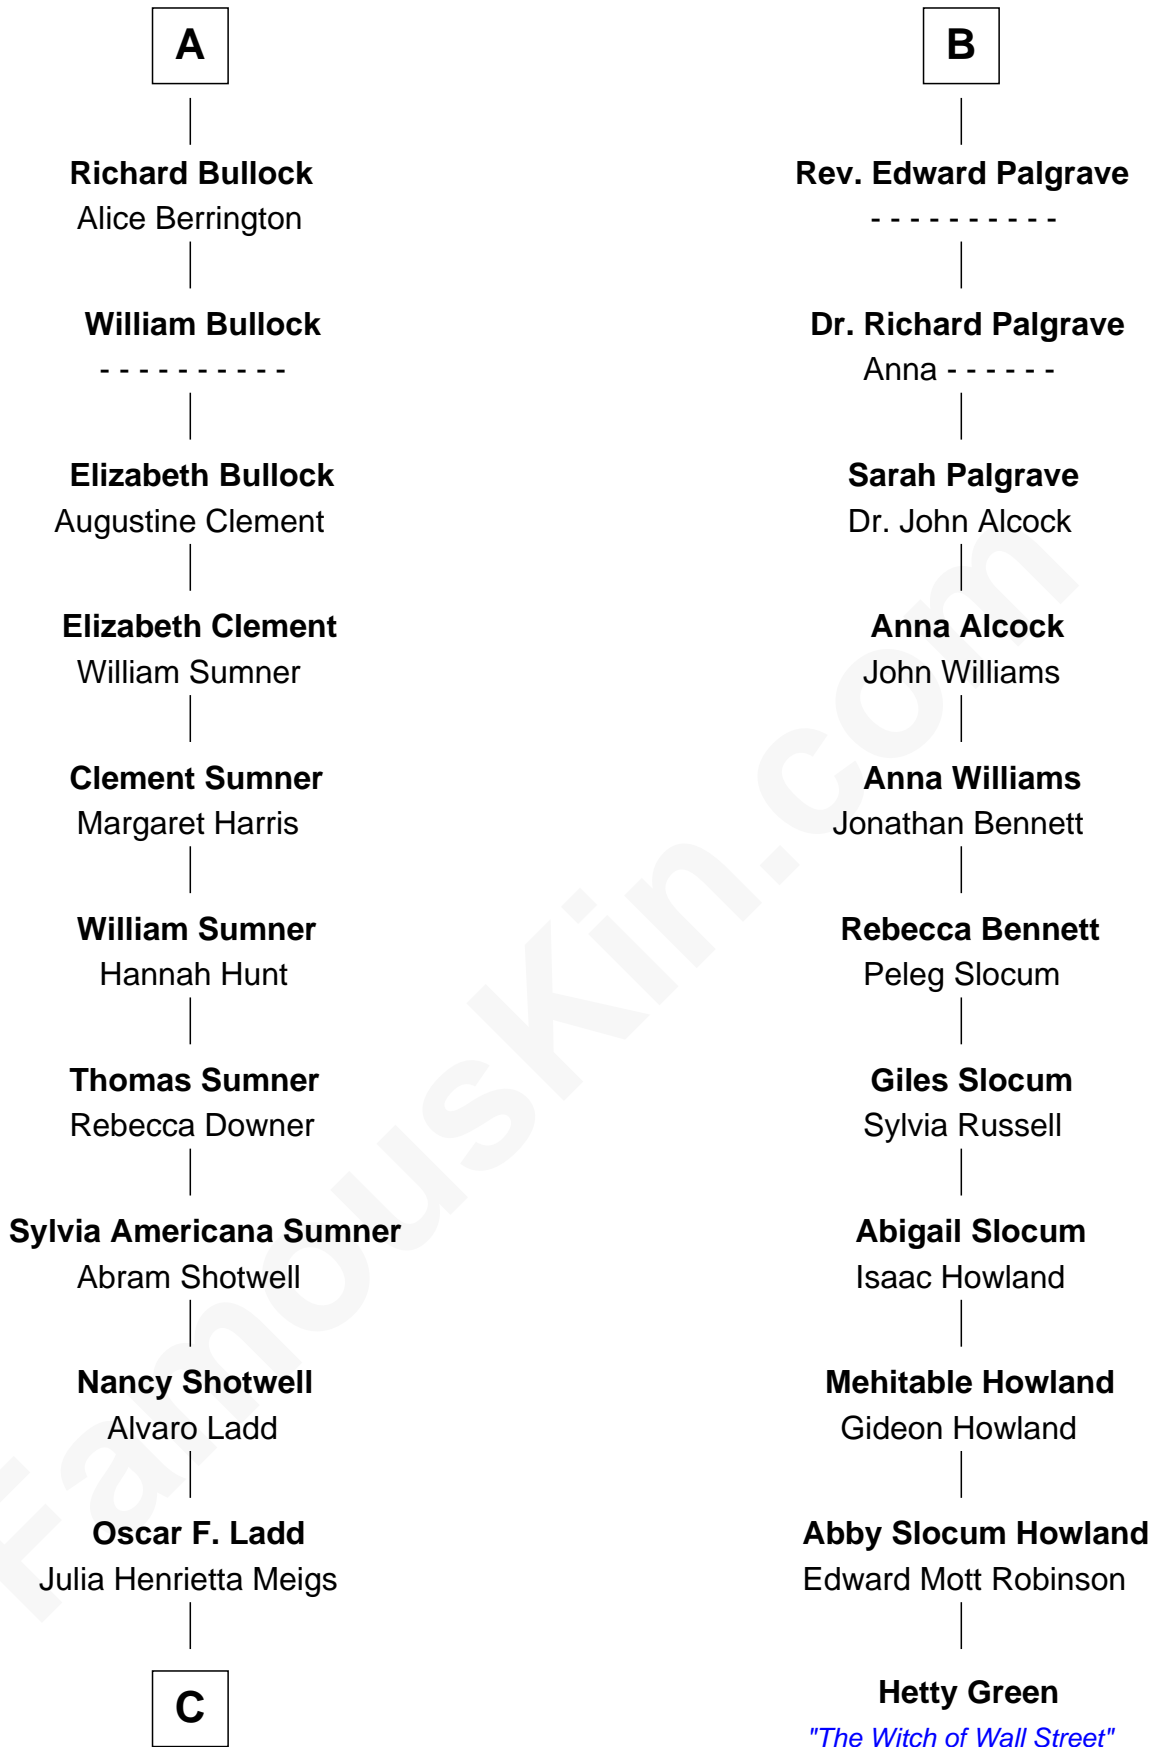 A
Richard Bullock
Alice Berrington
William Bullock
- - - - - - - - - -
Elizabeth Bullock
Augustine Clement
Elizabeth Clement
William Sumner
Clement Sumner
Margaret Harris
William Sumner
Hannah Hunt
Thomas Sumner
Rebecca Downer
Sylvia Americana Sumner
Abram Shotwell
Nancy Shotwell
Alvaro Ladd
Oscar F. Ladd
Julia Henrietta Meigs
C
B
Rev. Edward Palgrave
- - - - - - - - - -
Dr. Richard Palgrave
Anna - - - - - -
Sarah Palgrave
Dr. John Alcock
Anna Alcock
John Williams
Anna Williams
Jonathan Bennett
Rebecca Bennett
Peleg Slocum
Giles Slocum
Sylvia Russell
Abigail Slocum
Isaac Howland
Mehitable Howland
Gideon Howland
Abby Slocum Howland
Edward Mott Robinson
Hetty Green
"The Witch of Wall Street"
FamousKin.com